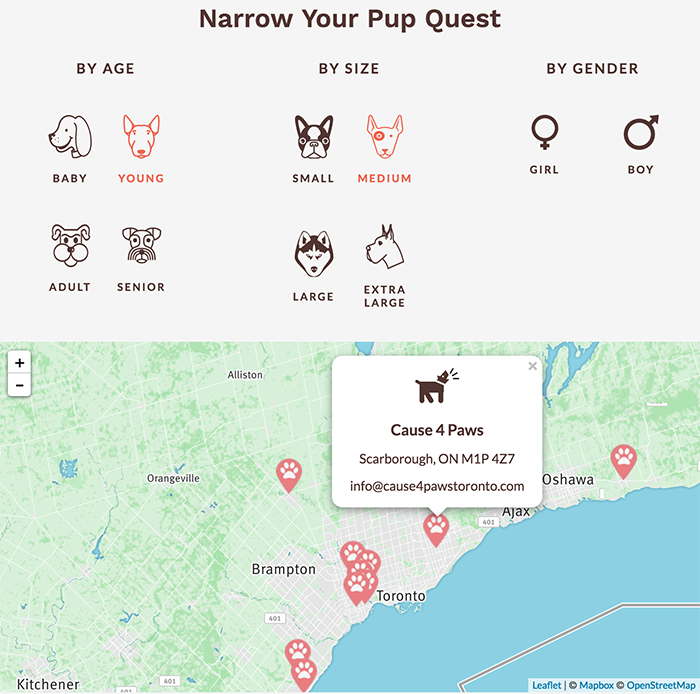 Narrow Your Pup Quest
BY AGE
BY SIZE
BY GENDER
BABY
YOUNG
SMALL
MEDIUM
GIRL
BOY
ADULT
SENIOR
LARGE
EXTRA
LARGE
+
-
Alliston
×
Cause 4 Paws
Scarborough, ON M1P 4Z7
info@cause4pawstoronto.com
Orangeville
Oshawa
Ajax
401
Brampton
Toronto
401
401
Kitchener
Leaflet | © Mapbox © OpenStreetMap